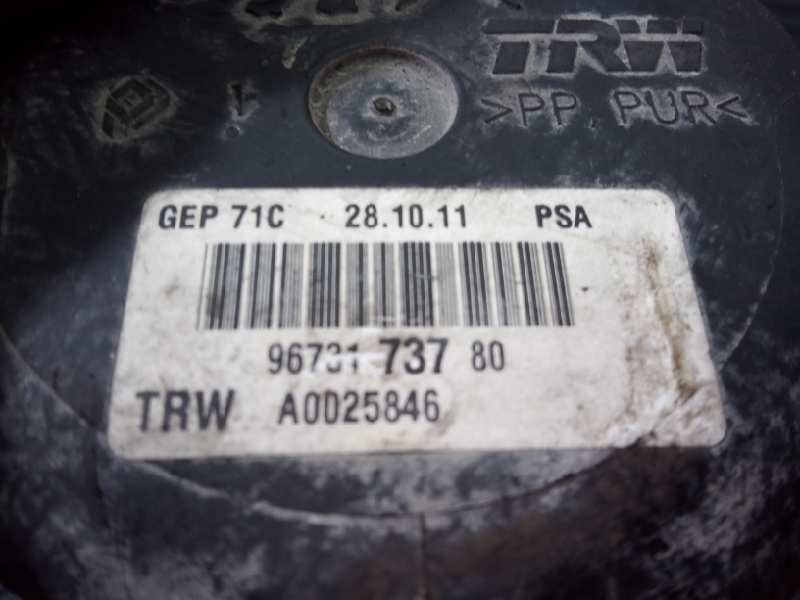 TRW
>PP, PUR<
GEP 71C 28.10.11 PSA
96731 737 80
TRW A0025846